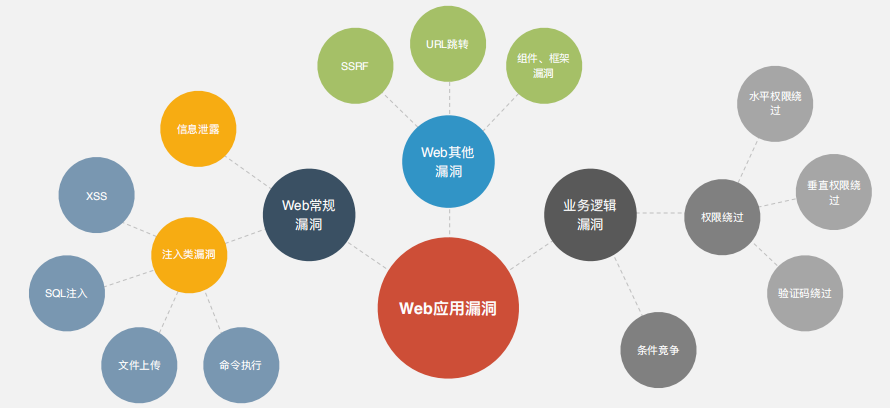 URL跳转
SSRF
组件、框架
漏洞
水平权限绕
过
信息泄露
Web其他
漏洞
XSS
垂直权限绕
过
Web常规
漏洞
业务逻辑
漏洞
权限绕过
注入类漏洞
SQL注入
验证码绕过
Web应用漏洞
条件竞争
文件上传
命令执行